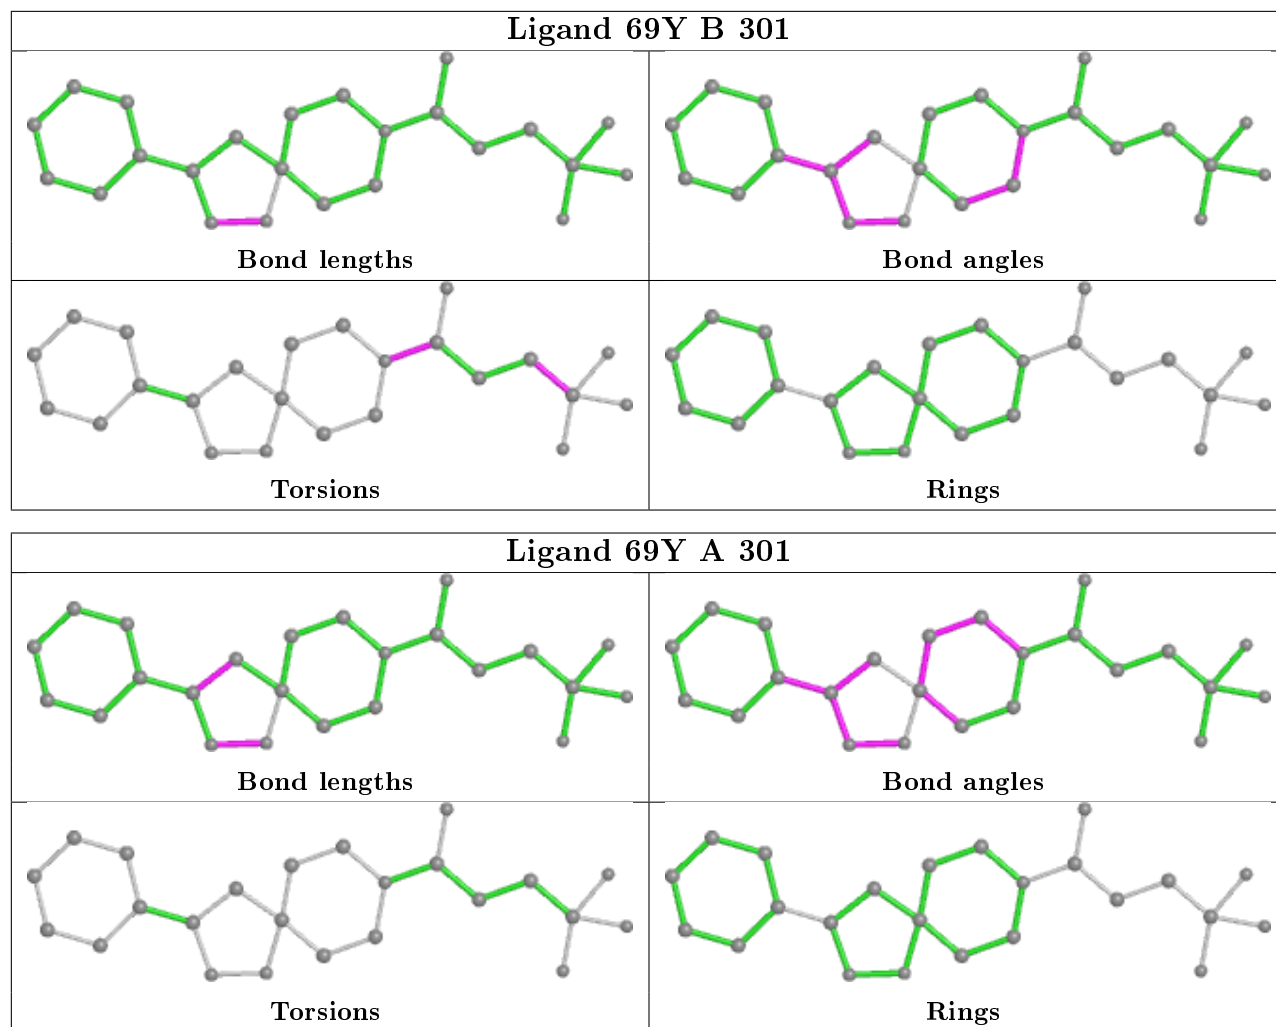 Ligand 69Y B 301
Bond lengths
Bond angles
Torsions
Rings
Ligand 69Y A 301
Bond lengths
Bond angles
Torsions
Rings